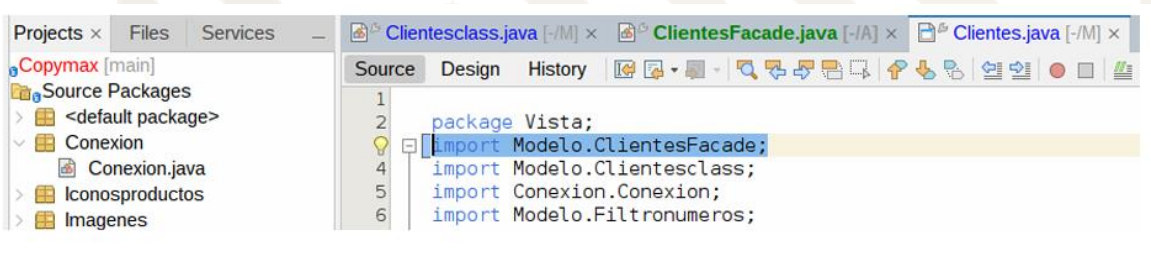 Projects × Files Services
Clientesclass.java [-/M] × ClientesFacade.java [-/A] × Clientes.java [-/M] ×
Copymax [main]
Source Packages
<default package>
Conexion
Conexion.java
Iconosproductos
Imagenes
Source Design History
1
2 package Vista;
import Modelo.ClientesFacade;
4 import Modelo.Clientesclass;
5 import Conexion.Conexion;
6 import Modelo.Filtronumeros;